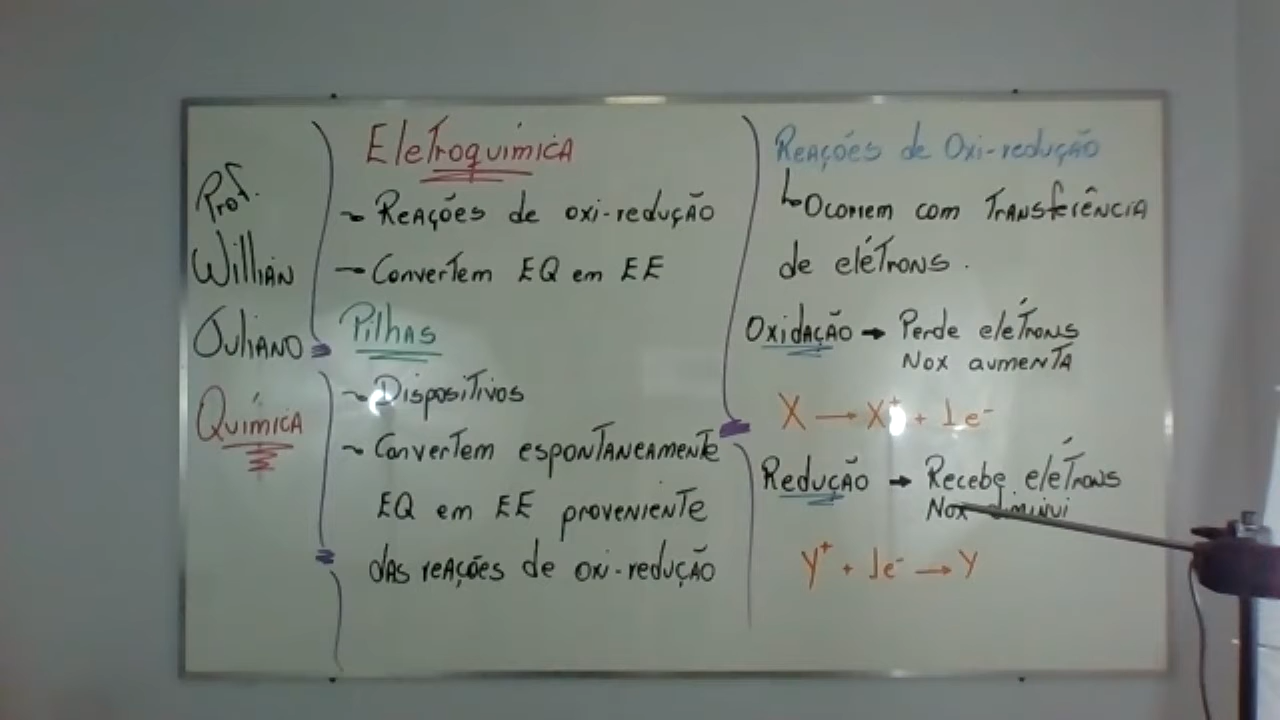 Prof.
Willian
Juliano
Química
Eletroquímica
~ Reações de oxi-redução
~ Convertem EQ em EE
Pilhas
~ Dispositivos
~ Convertem espontaneamente
EQ em EE proveniente
das reações de oxi-redução
Reações de Oxi-redução
↳ Ocorrem com Transferência
de elétrons.
Oxidação → Perde elétrons
Nox aumenta
X → X⁺ + 1e⁻
Redução → Recebe elétrons
Nox diminui
Y⁺ + 1e⁻ → Y